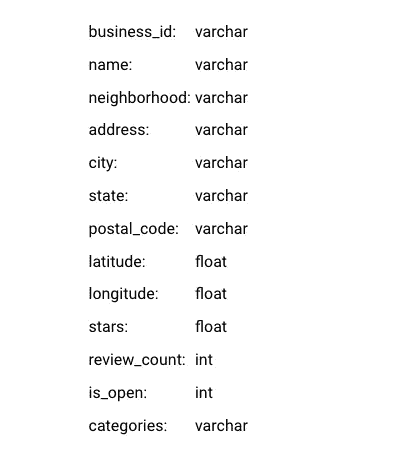 business_id: varchar
name: varchar
neighborhood: varchar
address: varchar
city: varchar
state: varchar
postal_code: varchar
latitude: float
longitude: float
stars: float
review_count: int
is_open: int
categories: varchar